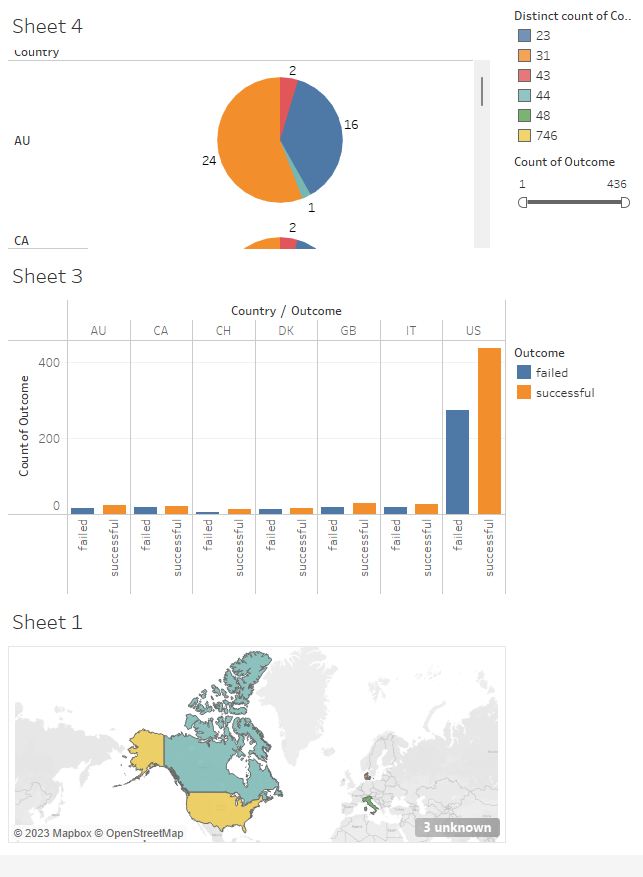 Sheet 4
Country
AU
2
16
24
1
CA
2
Distinct count of Co..
23
31
43
44
48
746
Count of Outcome
1 436
Sheet 3
Country / Outcome
AU CA CH DK GB IT US
Count of Outcome
400
200
0
failed successful failed successful failed successful failed successful failed successful failed successful failed successful
Outcome
failed
successful
Sheet 1
© 2023 Mapbox © OpenStreetMap
3 unknown